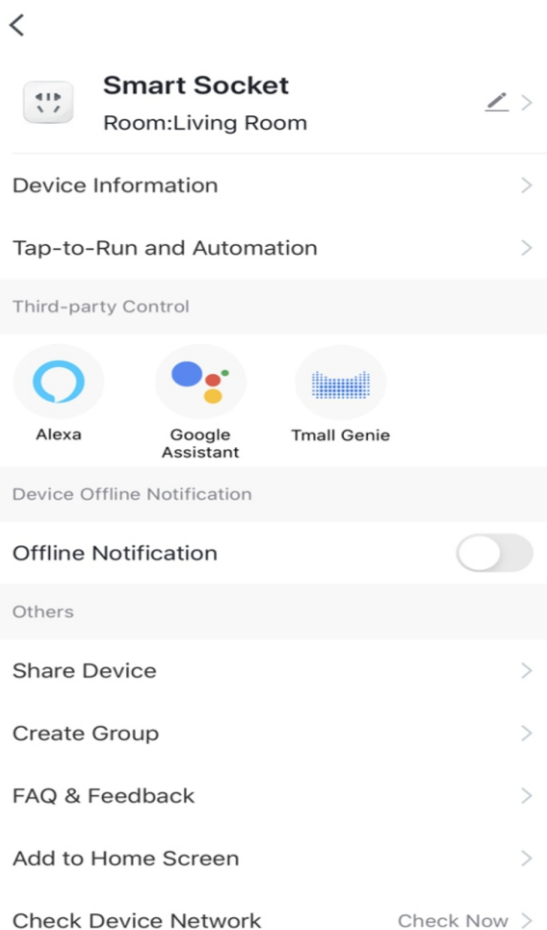 Smart Socket
Room:Living Room
Device Information
Tap-to-Run and Automation
Third-party Control
Alexa
Google
Assistant
Tmall Genie
Device Offline Notification
Offline Notification
Others
Share Device
Create Group
FAQ & Feedback
Add to Home Screen
Check Device Network Check Now